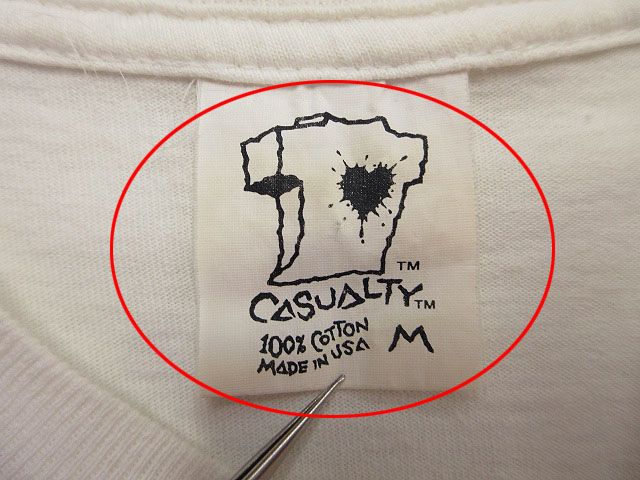 TM
CASUALTY TM
100% COTTON M
MADE IN USA